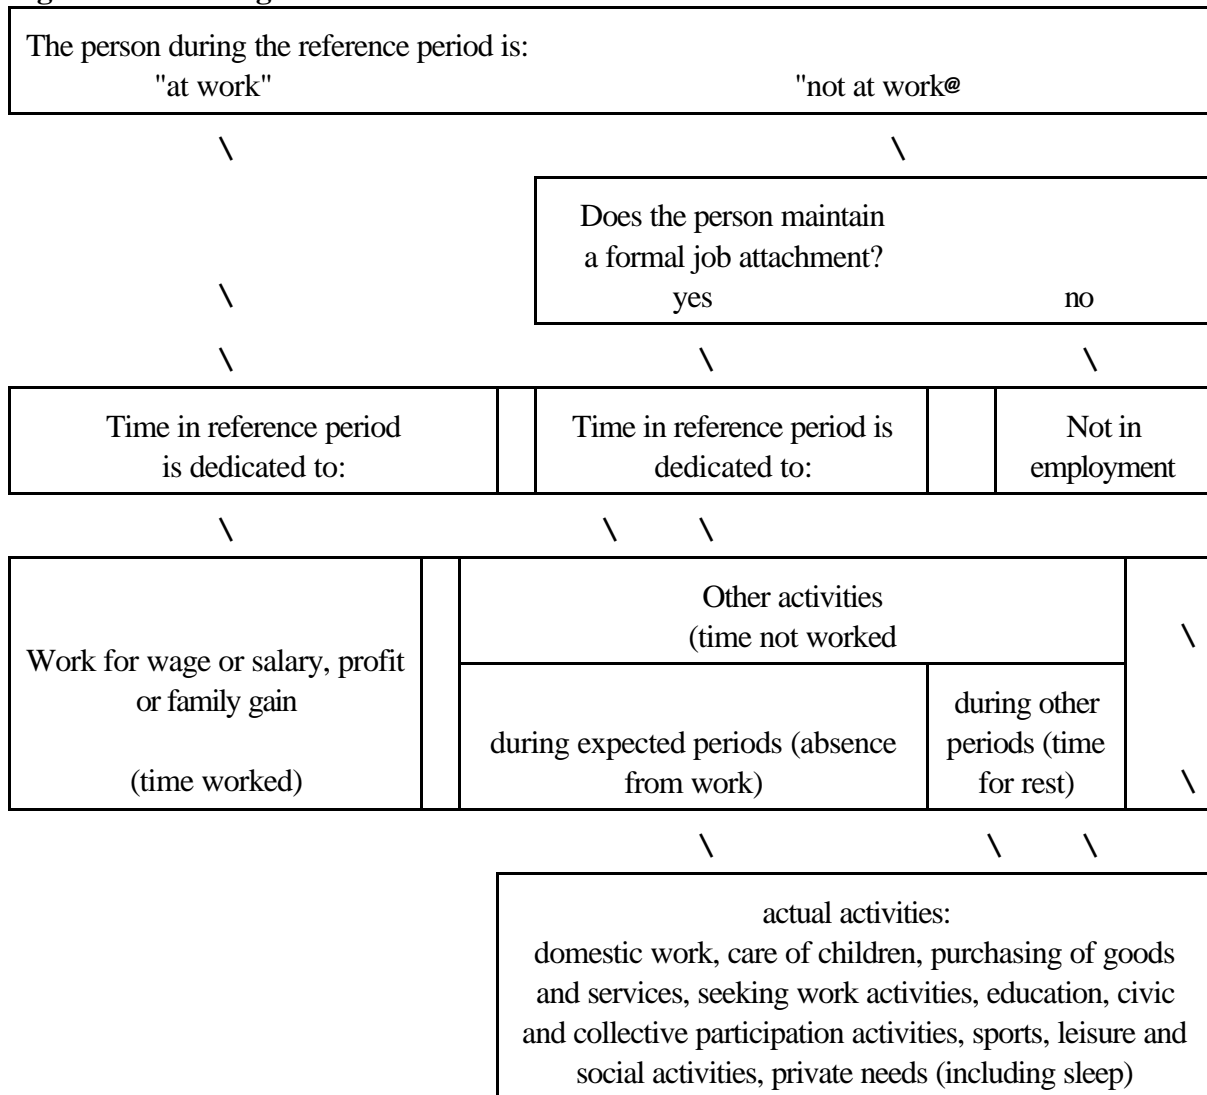 The person during the reference period is:
"at work" "not at work@
\ \
Does the person maintain
a formal job attachment?
\ yes no
\ \ \
Time in reference period
is dedicated to:
Time in reference period is
dedicated to:
Not in
employment
\ \ \
Work for wage or salary, profit
or family gain
(time worked)
Other activities
(time not worked
\
during expected periods (absence
from work)
during other
periods (time
for rest)
\
\ \ \
actual activities:
domestic work, care of children, purchasing of goods
and services, seeking work activities, education, civic
and collective participation activities, sports, leisure and
social activities, private needs (including sleep)